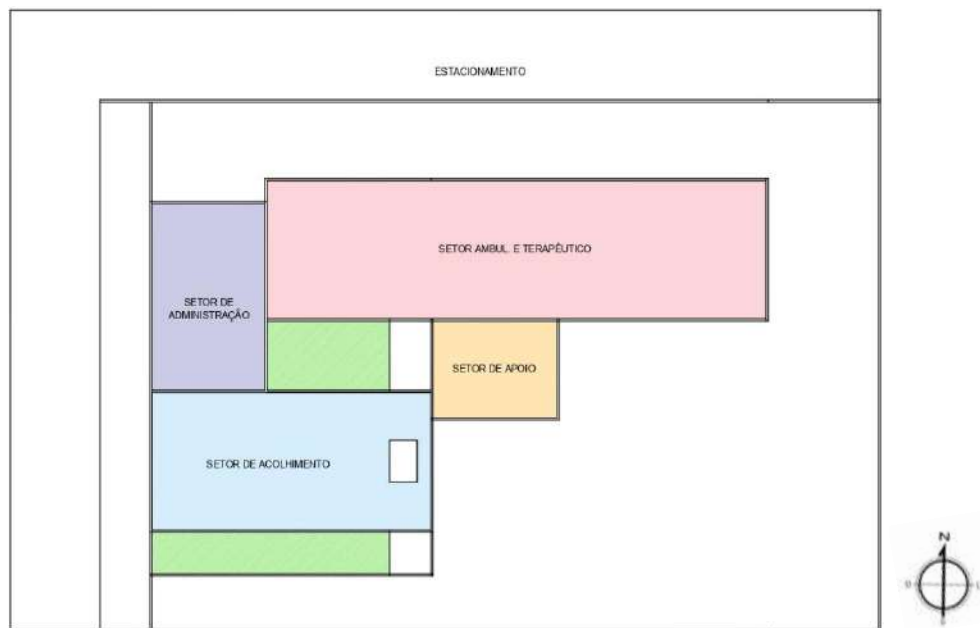 ESTACIONAMENTO
SETOR AMBUL. E TERAPÊUTICO
SETOR DE
ADMINISTRAÇÃO
SETOR DE APOIO
SETOR DE ACOLHIMENTO
N